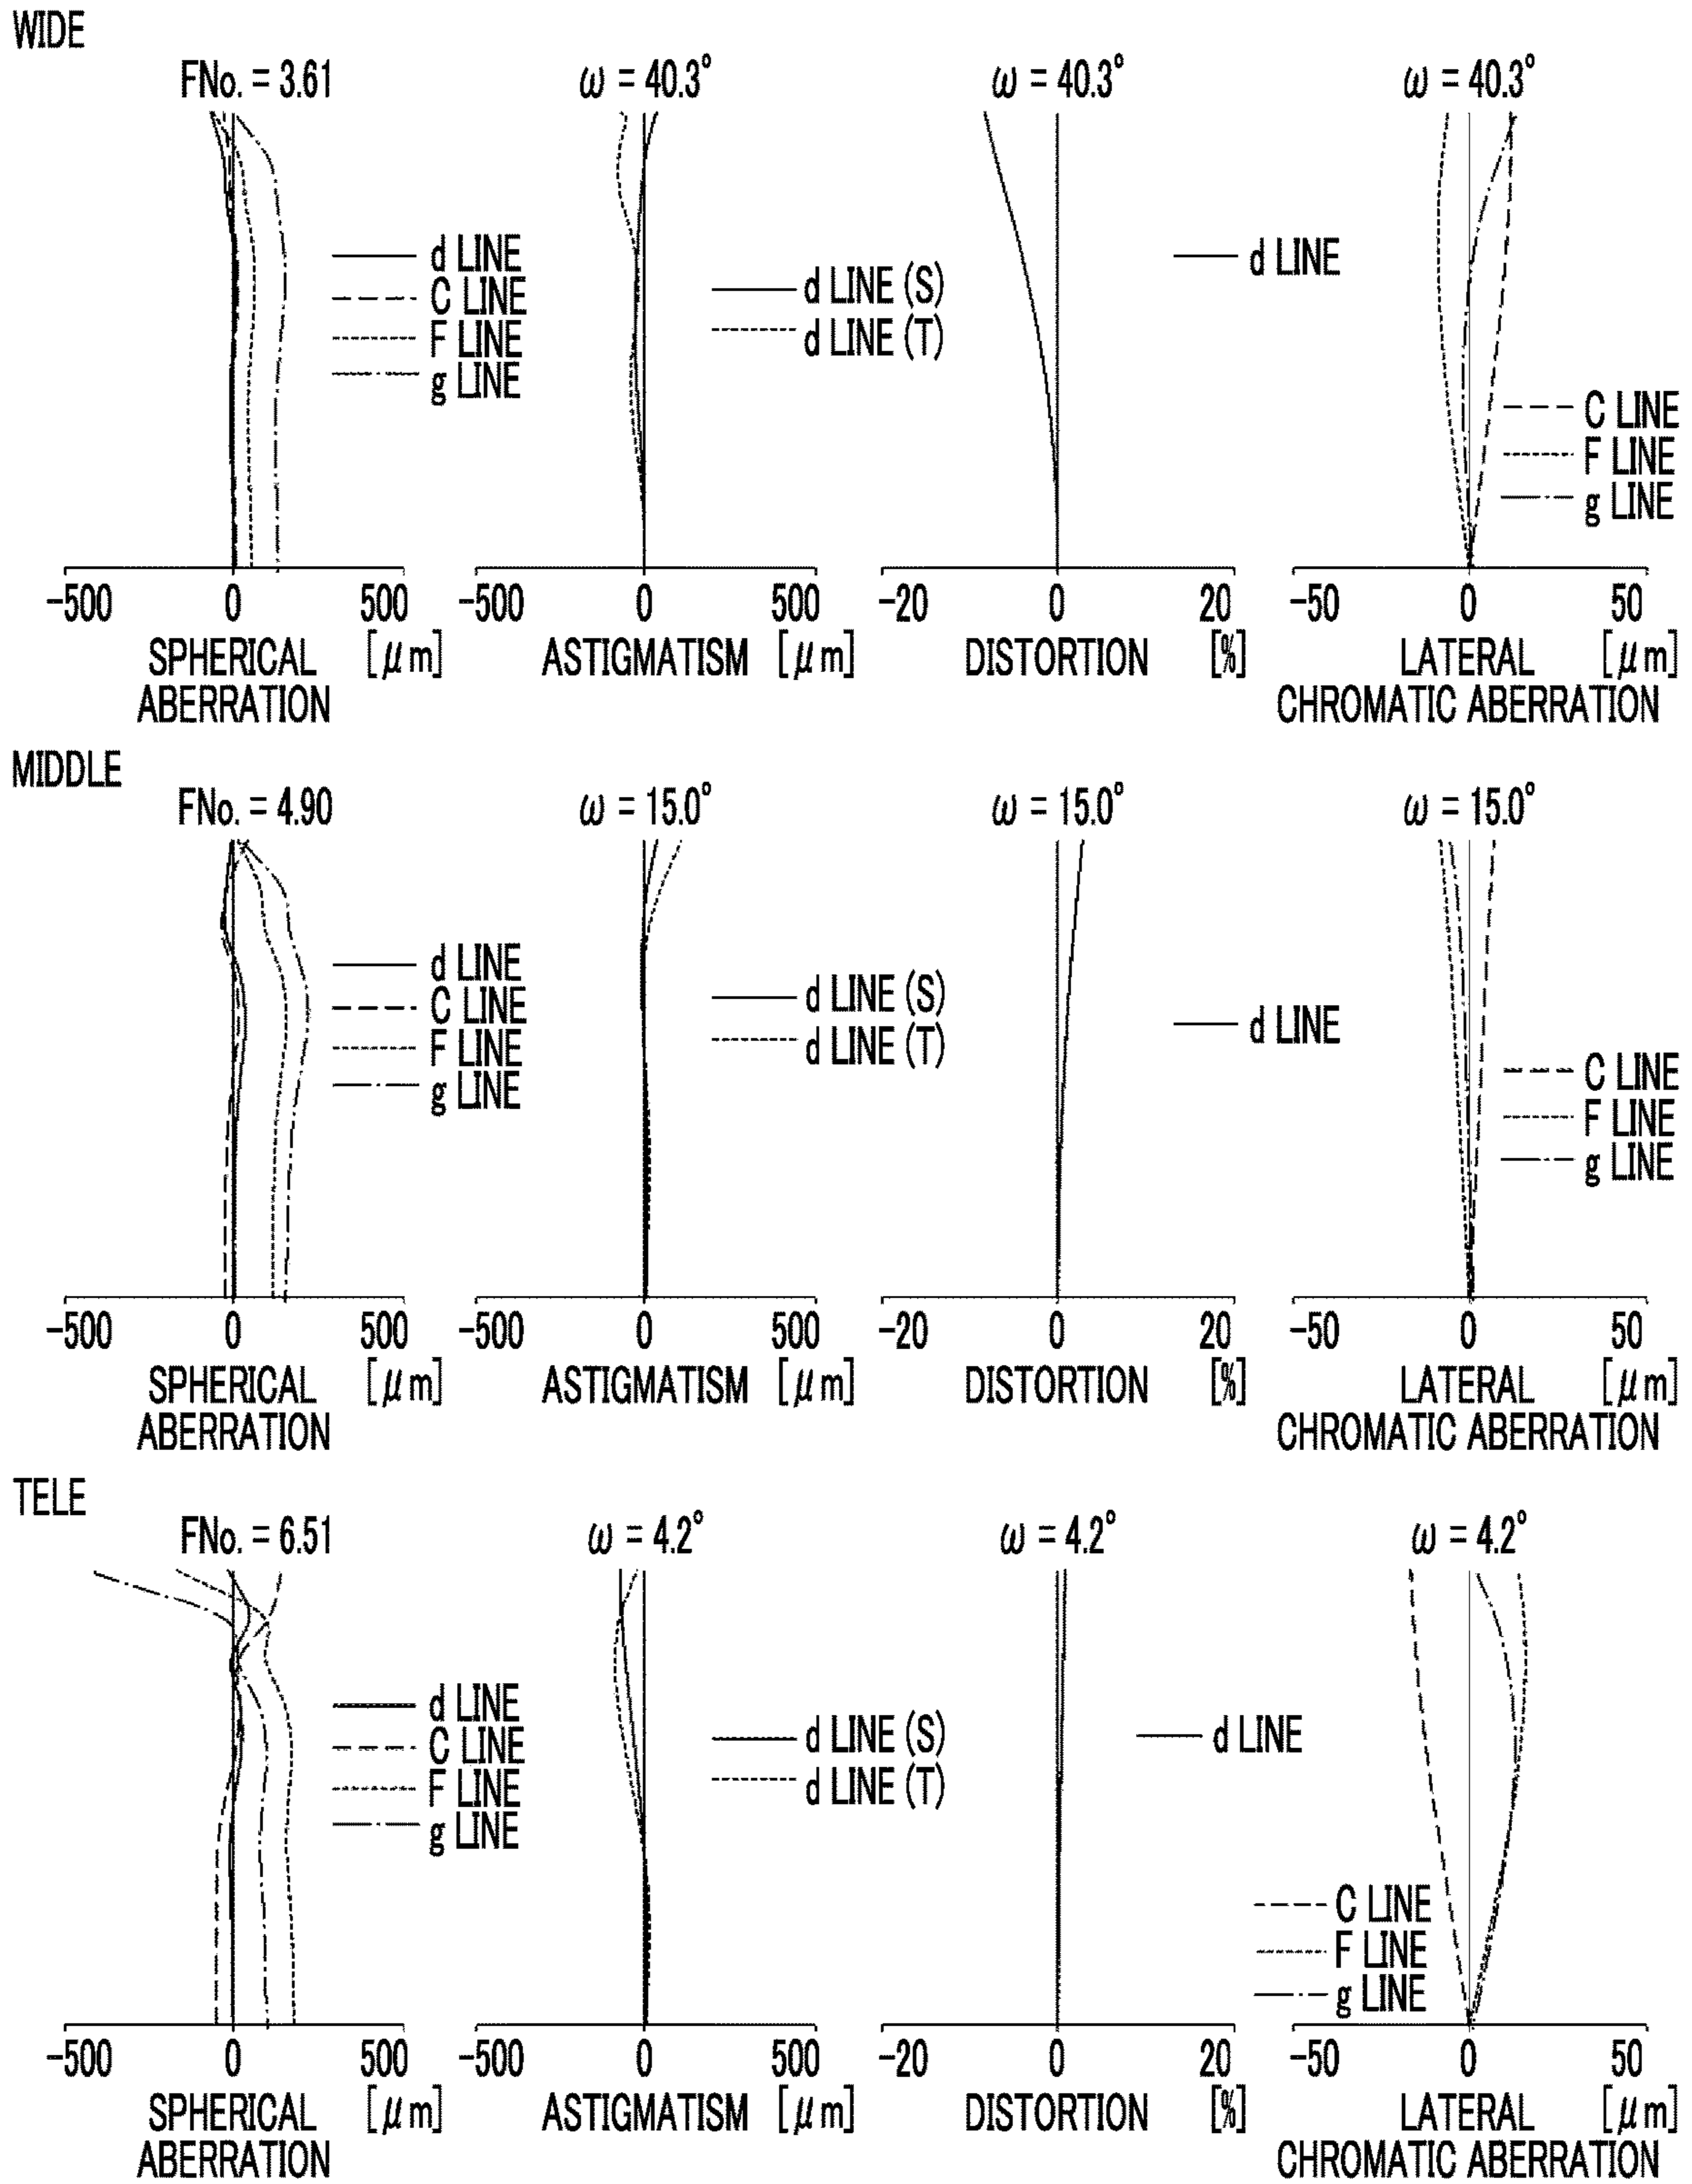 WIDE
FNo. = 3.61
ω = 40.3°
ω = 40.3°
ω = 40.3°
d LINE
C LINE
F LINE
g LINE
d LINE (S)
d LINE (T)
d LINE
C LINE
F LINE
g LINE
-500 0 500
-500 0 500
-20 0 20
-50 0 50
SPHERICAL ABERRATION [μm]
ASTIGMATISM [μm]
DISTORTION [%]
LATERAL CHROMATIC ABERRATION [μm]
MIDDLE
FNo. = 4.90
ω = 15.0°
ω = 15.0°
ω = 15.0°
d LINE
C LINE
F LINE
g LINE
d LINE (S)
d LINE (T)
d LINE
C LINE
F LINE
g LINE
-500 0 500
-500 0 500
-20 0 20
-50 0 50
SPHERICAL ABERRATION [μm]
ASTIGMATISM [μm]
DISTORTION [%]
LATERAL CHROMATIC ABERRATION [μm]
TELE
FNo. = 6.51
ω = 4.2°
ω = 4.2°
ω = 4.2°
d LINE
C LINE
F LINE
g LINE
d LINE (S)
d LINE (T)
d LINE
C LINE
F LINE
g LINE
-500 0 500
-500 0 500
-20 0 20
-50 0 50
SPHERICAL ABERRATION [μm]
ASTIGMATISM [μm]
DISTORTION [%]
LATERAL CHROMATIC ABERRATION [μm]